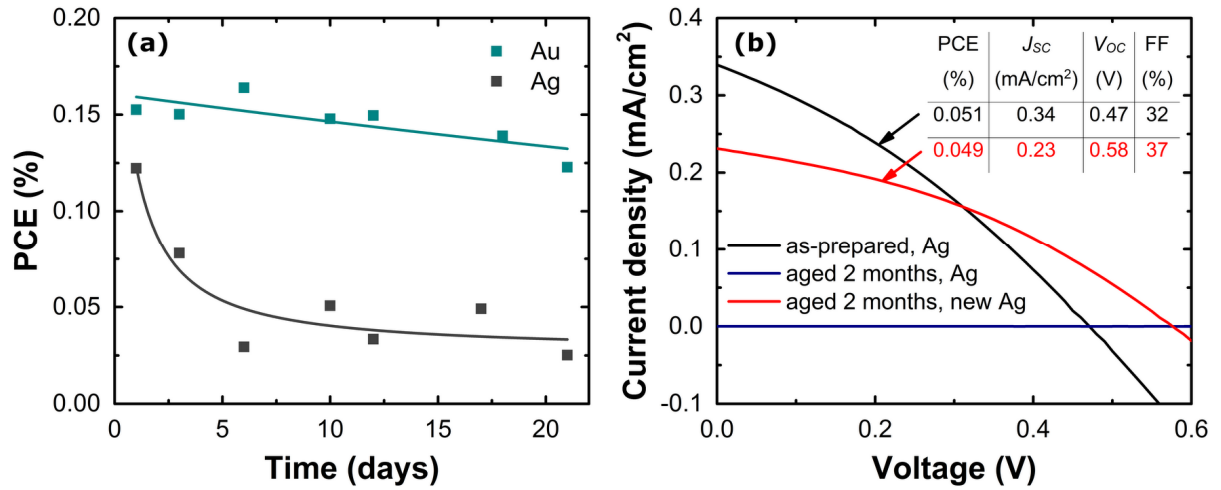 (a)
Au
Ag
PCE (%)
0.20
0.15
0.10
0.05
0.00
0 5 10 15 20
Time (days)
(b)
PCE J_SC V_OC FF
(%) (mA/cm²) (V) (%)
0.051 0.34 0.47 32
0.049 0.23 0.58 37
as-prepared, Ag
aged 2 months, Ag
aged 2 months, new Ag
Current density (mA/cm²)
0.4
0.3
0.2
0.1
0.0
-0.1
0.0 0.2 0.4 0.6
Voltage (V)